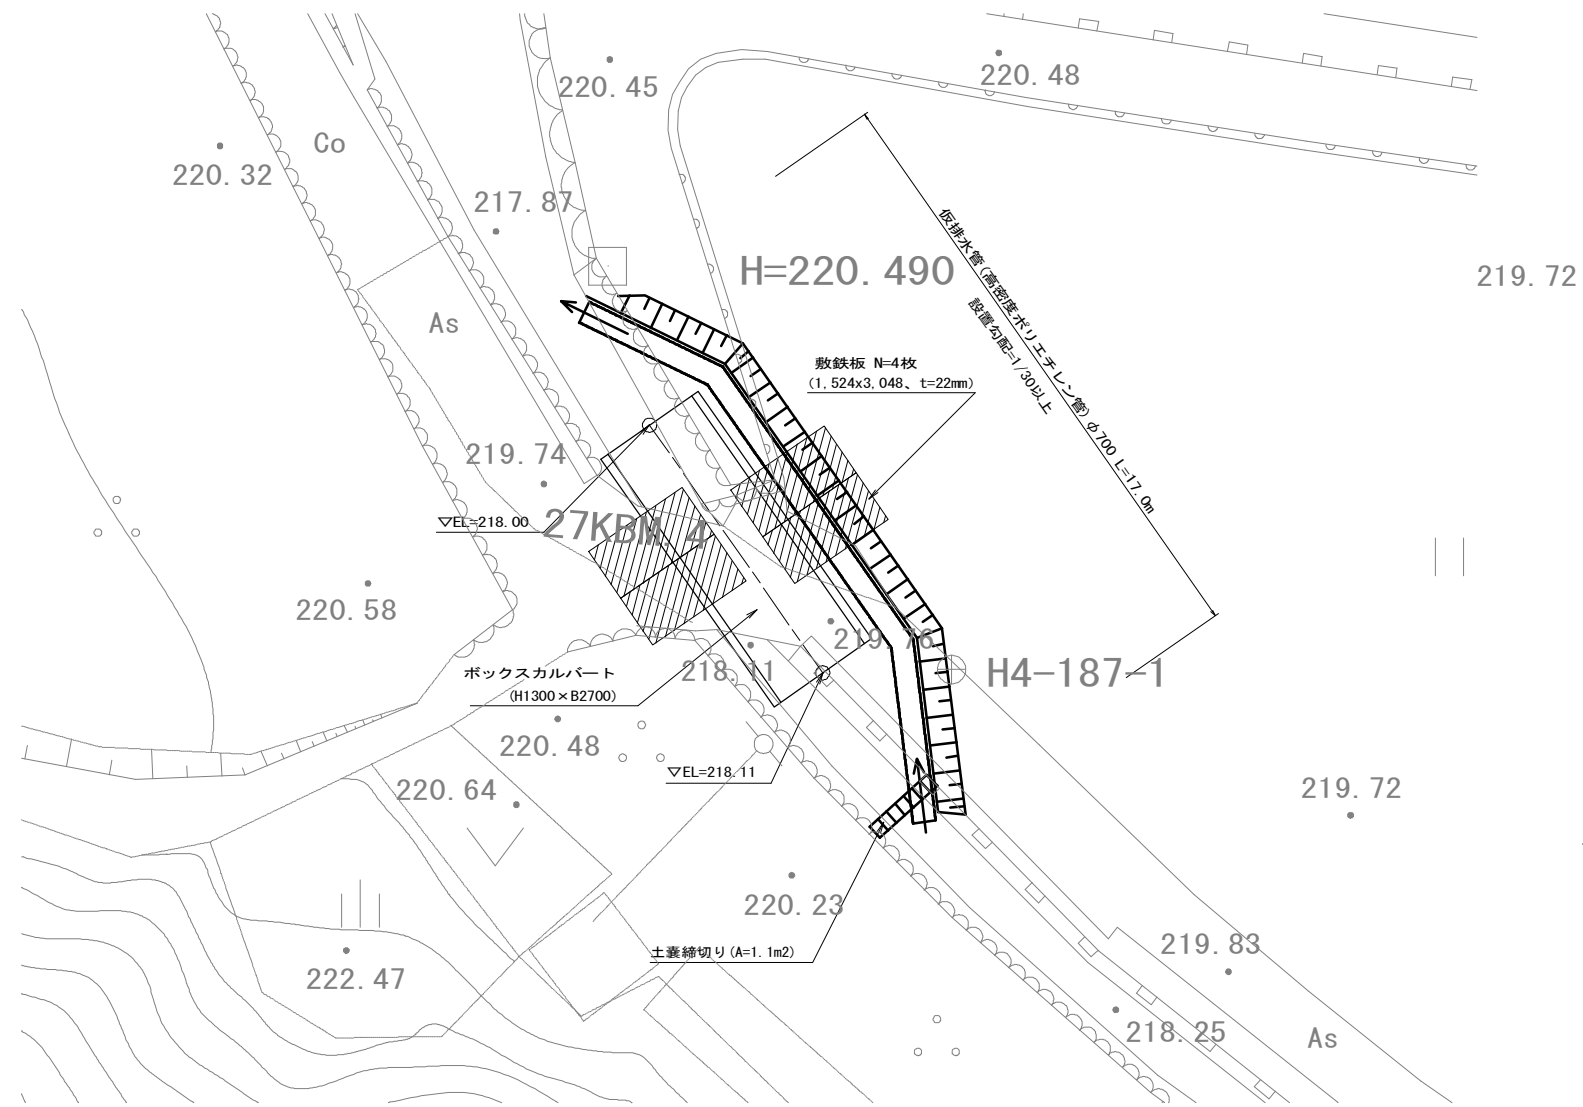 220.45
220.48
Co
220.32
217.87
H=220.490
219.72
As
仮排水管(高密度ポリエチレン管)φ700 L=17.0m
設置勾配=1/30以上
敷鉄板 N=4枚
(1,524x3,048、t=22mm)
219.74
▽EL=218.00
27KBM.4
220.58
219.76
218.11
H4-187-1
ボックスカルバート
(H1300×B2700)
220.48
▽EL=218.11
220.64
219.72
220.23
土嚢締切り(A=1.1m2)
219.83
222.47
218.25
As